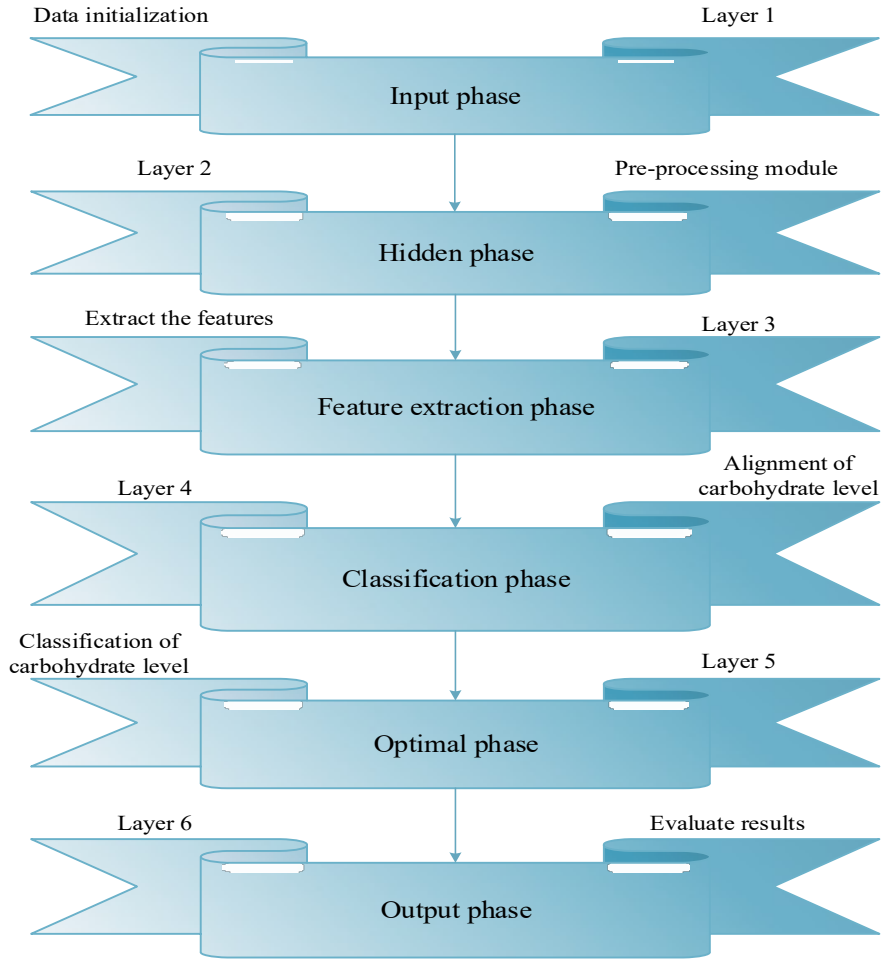 Data initialization
Layer 1
Input phase
Layer 2
Pre-processing module
Hidden phase
Extract the features
Layer 3
Feature extraction phase
Layer 4
Alignment of
carbohydrate level
Classification phase
Classification of
carbohydrate level
Layer 5
Optimal phase
Layer 6
Evaluate results
Output phase